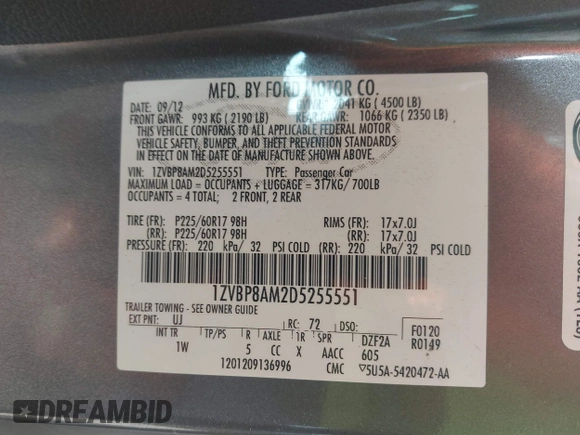 MFD. BY FORD MOTOR CO.
DATE: 09/12 041 KG ( 4500 LB)
FRONT GAWR: 993 KG ( 2190 LB) REAR GAWR: 1066 KG ( 2350 LB)
THIS VEHICLE CONFORMS TO ALL APPLICABLE FEDERAL MOTOR
VEHICLE SAFETY, BUMPER, AND THEFT PREVENTION STANDARDS
IN EFFECT ON THE DATE OF MANUFACTURE SHOWN ABOVE.
VIN: 1ZVBP8AM2D5255551 TYPE: Passenger Car
MAXIMUM LOAD = OCCUPANTS + LUGGAGE = 317KG/ 700LB
OCCUPANTS = 4 TOTAL; 2 FRONT, 2 REAR
TIRE (FR): P225/60R17 98H RIMS (FR): 17x7.0J
(RR): P225/60R17 98H (RR): 17x7.0J
PRESSURE (FR): 220 kPa/ 32 PSI COLD (RR): 220 kPa/ 32 PSI COLD
1ZVBP8AM2D5255551
TRAILER TOWING - SEE OWNER GUIDE
EXT PNT: UJ RC: 72 DSO: F0120
INT TR TP/PS R AXLE 1R SPR DZF2A R0149
1W 5 CC X AACC 605
1201209136996 CMC ▽5U5A-5420472-AA
DREAMBID